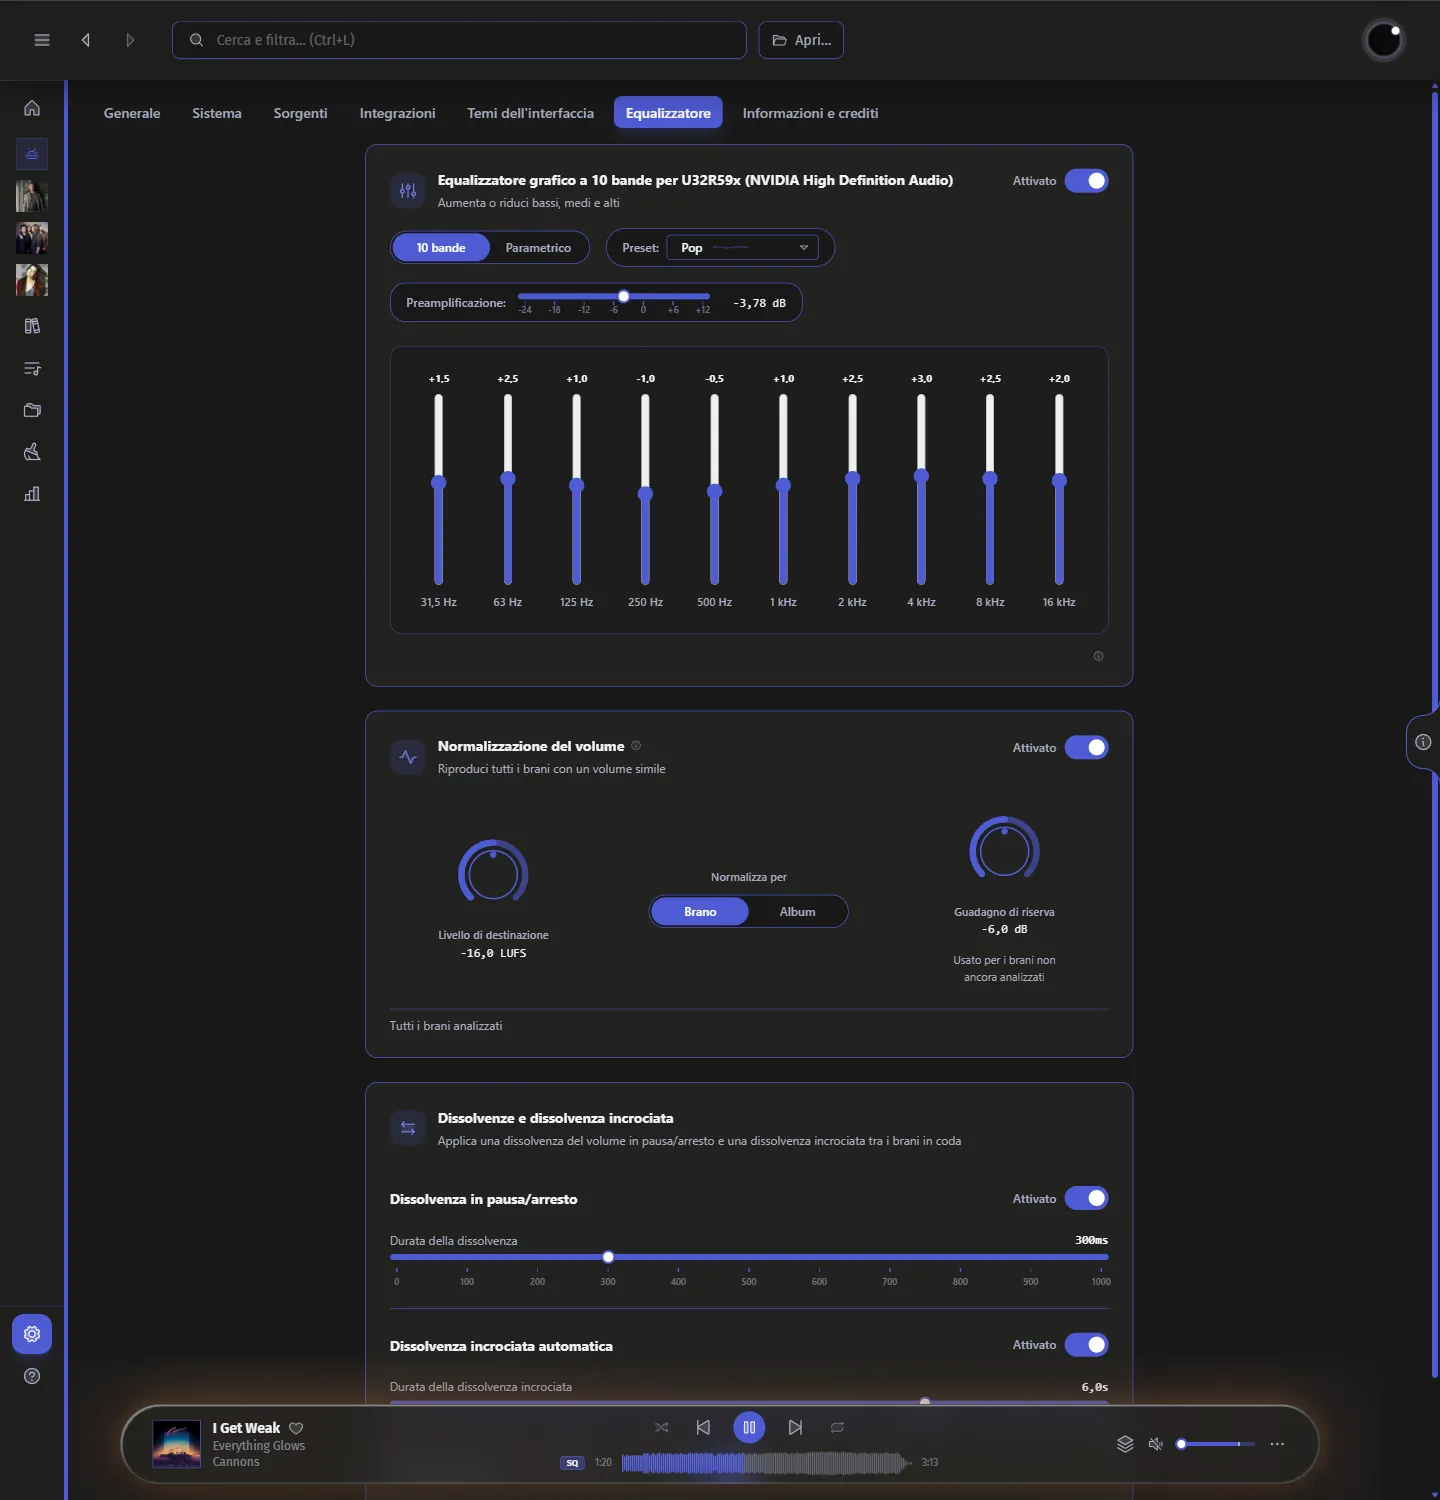 Cerca e filtra... (Ctrl+L)
Apri...
Generale
Sistema
Sorgenti
Integrazioni
Temi dell'interfaccia
Equalizzatore
Informazioni e crediti
Equalizzatore grafico a 10 bande per U32R59x (NVIDIA High Definition Audio)
Attivato
Aumenta o riduci bassi, medi e alti
10 bande
Parametrico
Preset:
Pop
Preamplificazione:
-24 -18 -12 -6 0 +6 +12
-3,78 dB
+1,5 +2,5 +1,0 -1,0 -0,5 +1,0 +2,5 +3,0 +2,5 +2,0
31,5 Hz 63 Hz 125 Hz 250 Hz 500 Hz 1 kHz 2 kHz 4 kHz 8 kHz 16 kHz
Normalizzazione del volume
Attivato
Riproduci tutti i brani con un volume simile
Livello di destinazione
-16,0 LUFS
Normalizza per
Brano
Album
Guadagno di riserva
-6,0 dB
Usato per i brani non
ancora analizzati
Tutti i brani analizzati
Dissolvenze e dissolvenza incrociata
Applica una dissolvenza del volume in pausa/arresto e una dissolvenza incrociata tra i brani in coda
Dissolvenza in pausa/arresto
Attivato
Durata della dissolvenza
300ms
0 100 200 300 400 500 600 700 800 900 1000
Dissolvenza incrociata automatica
Attivato
Durata della dissolvenza incrociata
6,0s
I Get Weak
Everything Glows
Cannons
SQ
1:20
3:13